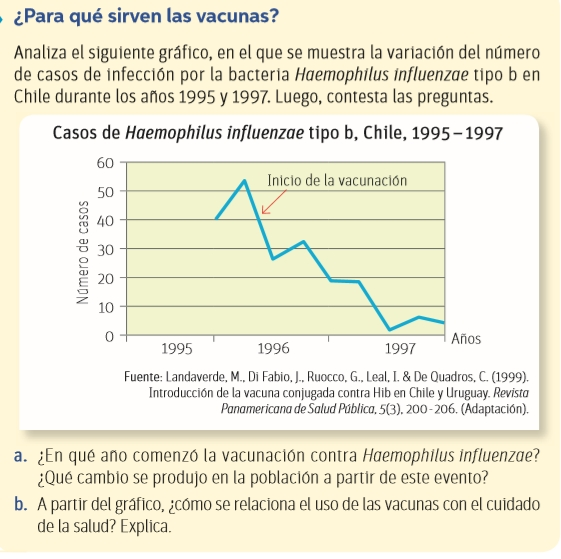 ¿Para qué sirven las vacunas?
Analiza el siguiente gráfico, en el que se muestra la variación del número
de casos de infección por la bacteria Haemophilus influenzae tipo b en
Chile durante los años 1995 y 1997. Luego, contesta las preguntas.
Casos de Haemophilus influenzae tipo b, Chile, 1995-1997
60
Inicio de la vacunación
50
40
30
20
10
0
Número de casos
1995
1996
1997
Años
Fuente: Landaverde, M., Di Fabio, J., Ruocco, G., Leal, I. & De Quadros, C. (1999).
Introducción de la vacuna conjugada contra Hib en Chile y Uruguay. Revista
Panamericana de Salud Pública, 5(3), 200-206. (Adaptación).
a. ¿En qué año comenzó la vacunación contra Haemophilus influenzae?
¿Qué cambio se produjo en la población a partir de este evento?
b. A partir del gráfico, ¿cómo se relaciona el uso de las vacunas con el cuidado
de la salud? Explica.